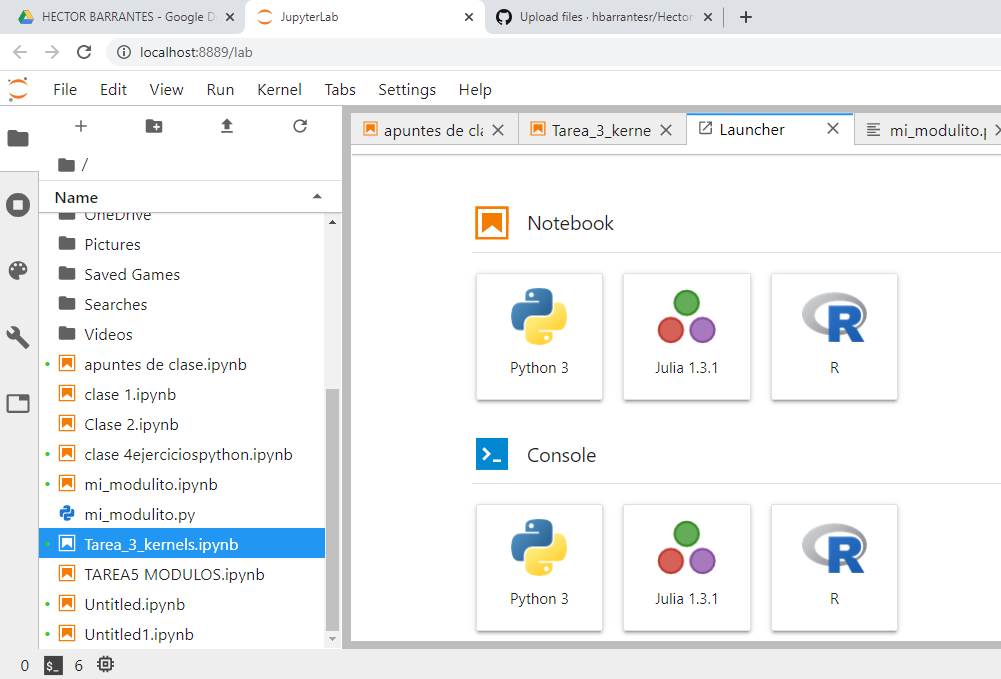 HECTOR BARRANTES - Google D
JupyterLab
Upload files · hbarrantesr/Hector
localhost:8889/lab
File Edit View Run Kernel Tabs Settings Help
apuntes de cla
Tarea_3_kerne
Launcher
mi_modulito.p
/
Name
OneDrive
Pictures
Saved Games
Searches
Videos
apuntes de clase.ipynb
clase 1.ipynb
Clase 2.ipynb
clase 4ejerciciospython.ipynb
mi_modulito.ipynb
mi_modulito.py
Tarea_3_kernels.ipynb
TAREA5 MODULOS.ipynb
Untitled.ipynb
Untitled1.ipynb
Notebook
Python 3
Julia 1.3.1
R
Console
Python 3
Julia 1.3.1
R
0 $_ 6